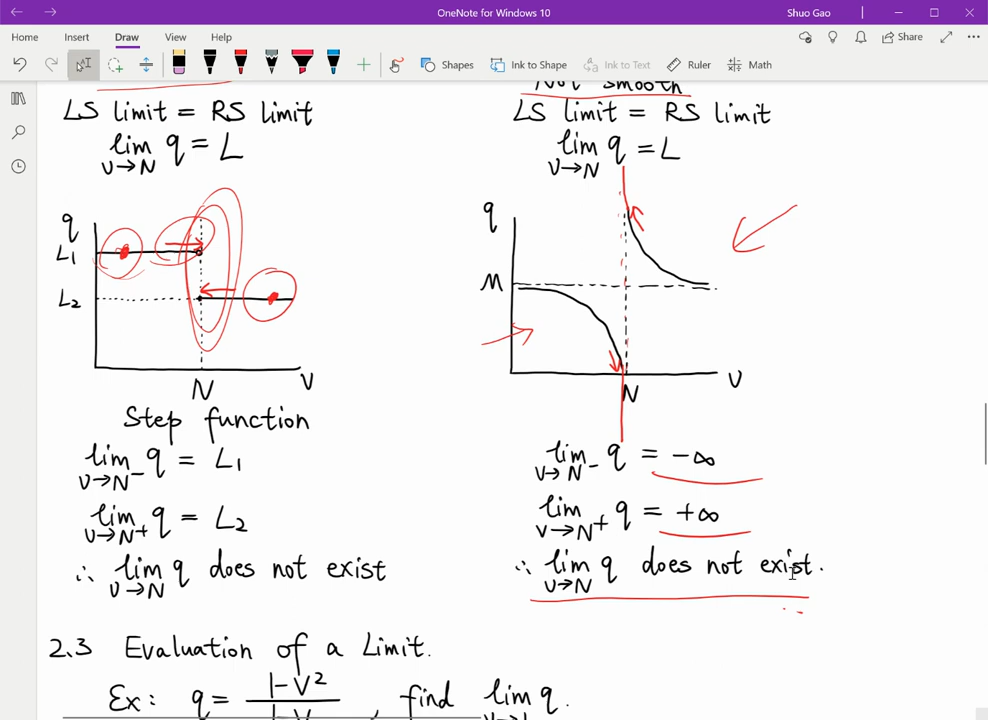 OneNote for Windows 10
Shuo Gao
Home Insert Draw View Help
Share
Shapes Ink to Shape Ink to Text Ruler Math
Not smooth
LS limit = RS limit
lim q = L
v→N
LS limit = RS limit
lim q = L
v→N
q
L1
L2
N
v
Step function
lim q = L1
v→N-
lim q = L2
v→N+
∴ lim q does not exist
v→N
q
M
N
v
lim q = -∞
v→N-
lim q = +∞
v→N+
∴ lim q does not exist.
v→N
2.3 Evaluation of a Limit.
Ex: q = 1-v² / 1-v , find lim q.